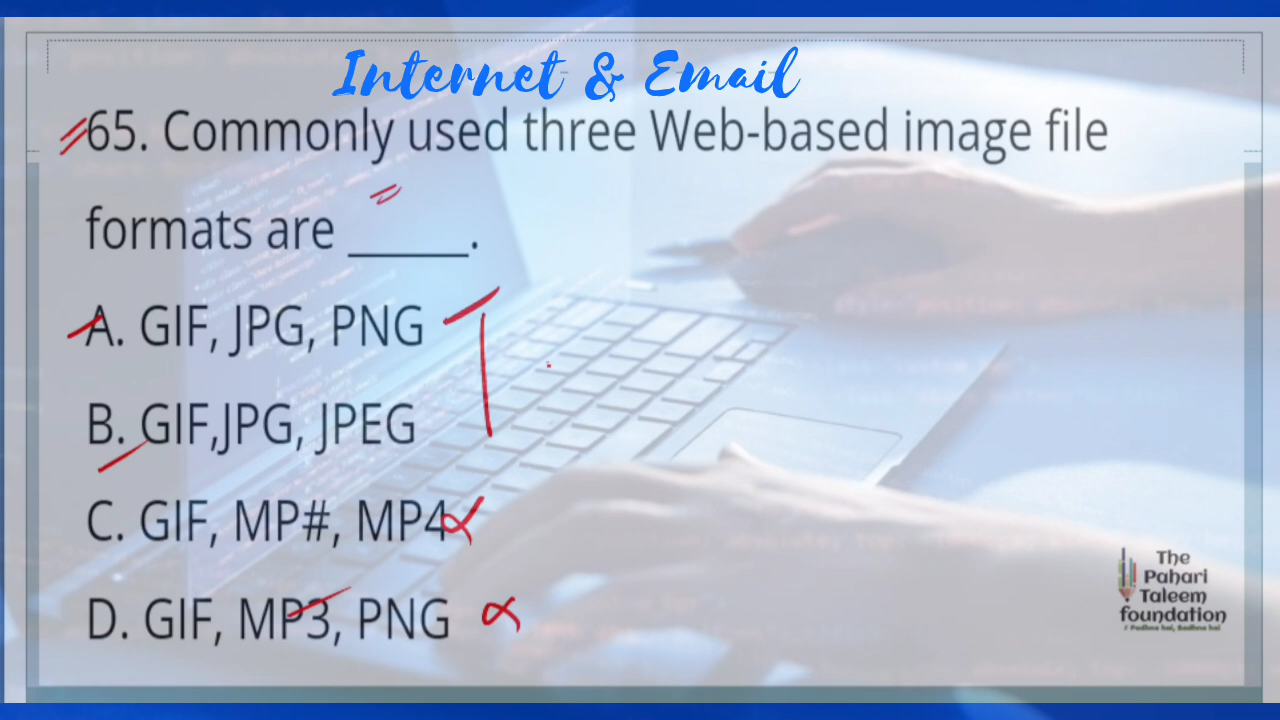 Internet & Email
65. Commonly used three Web-based image file
formats are ______.
A. GIF, JPG, PNG
B. GIF,JPG, JPEG
C. GIF, MP#, MP4
D. GIF, MP3, PNG
The
Pahari
Taleem
foundation